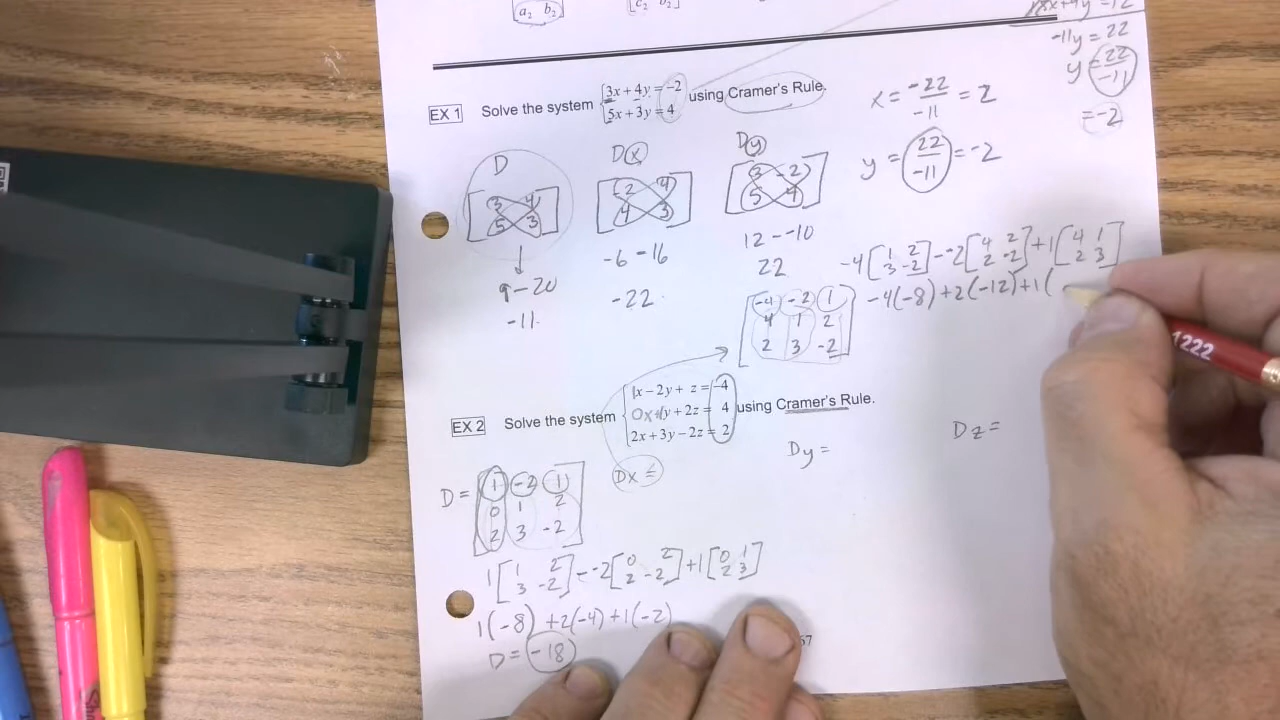 a₂ b₂
c₂ b₂
-11y = 22
y = 22/-11
= -2
EX 1 Solve the system {3x + 4y = -2 using Cramer's Rule.
5x + 3y = 4
x = -22/-11 = 2
y = 22/-11 = -2
D Dx Dy
3 4
5 3
-2 4
4 3
3 -2
5 4
9 - 20
-11
-6 - 16
-22
12 - -10
22
-4[1 2 - -2[4 2 +1[4 1
3 -2] 2 -2] 2 3]
-4(-8) +2(-12) +1(
-4 -2 1
4 1 2
2 3 -2
EX 2 Solve the system {1x - 2y + z = -4 using Cramer's Rule.
0x + 1y + 2z = 4
2x + 3y - 2z = 2
Dx =
Dy =
Dz =
D = [1 -2 1
0 1 2
2 3 -2]
1[1 2 - -2[0 2 +1[0 1
3 -2] 2 -2] 2 3]
1(-8) +2(-4) +1(-2)
D = -18
57
1222